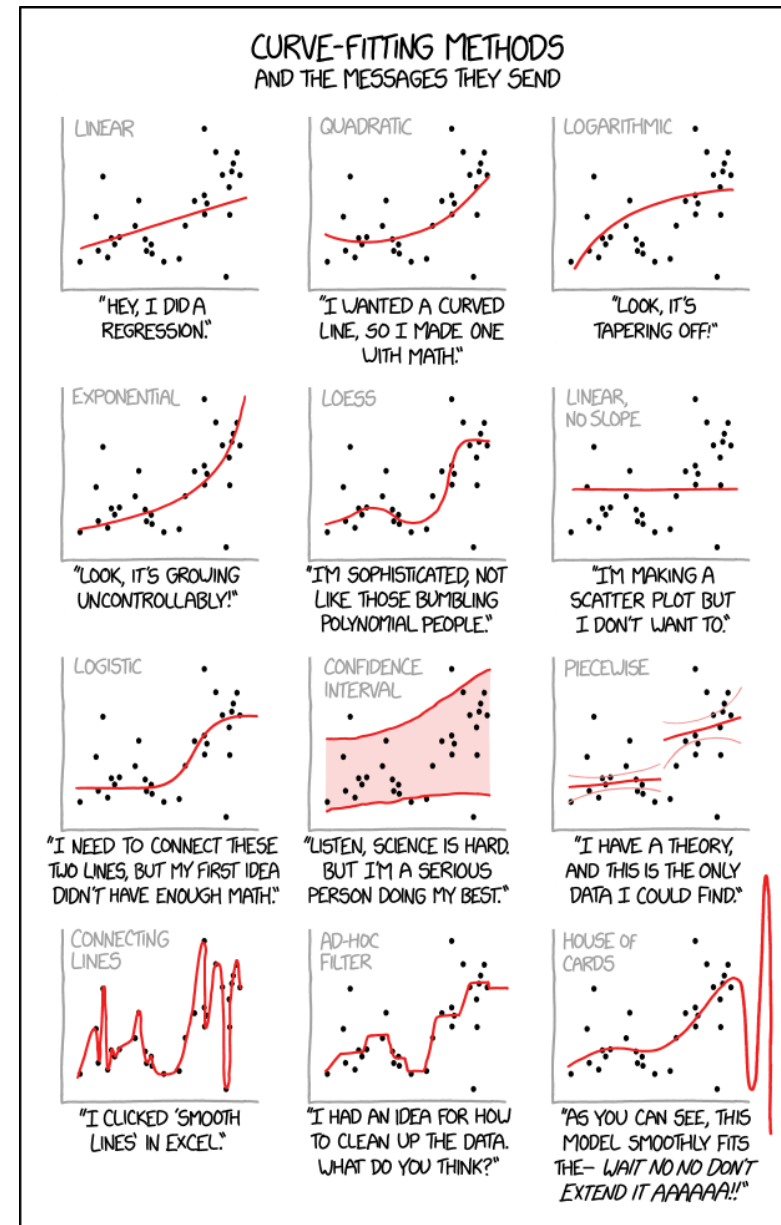 CURVE-FITTING METHODS
AND THE MESSAGES THEY SEND
LINEAR
"HEY, I DID A
REGRESSION."
QUADRATIC
"I WANTED A CURVED
LINE, SO I MADE ONE
WITH MATH."
LOGARITHMIC
"LOOK, IT'S
TAPERING OFF!"
EXPONENTIAL
"LOOK, IT'S GROWING
UNCONTROLLABLY!"
LOESS
"I'M SOPHISTICATED, NOT
LIKE THOSE BUMBLING
POLYNOMIAL PEOPLE."
LINEAR,
NO SLOPE
"I'M MAKING A
SCATTER PLOT BUT
I DON'T WANT TO."
LOGISTIC
"I NEED TO CONNECT THESE
TWO LINES, BUT MY FIRST IDEA
DIDN'T HAVE ENOUGH MATH."
CONFIDENCE
INTERVAL
"LISTEN, SCIENCE IS HARD.
BUT I'M A SERIOUS
PERSON DOING MY BEST."
PIECEWISE
"I HAVE A THEORY,
AND THIS IS THE ONLY
DATA I COULD FIND."
CONNECTING
LINES
"I CLICKED 'SMOOTH
LINES' IN EXCEL."
AD-HOC
FILTER
"I HAD AN IDEA FOR HOW
TO CLEAN UP THE DATA.
WHAT DO YOU THINK?"
HOUSE OF
CARDS
"AS YOU CAN SEE, THIS
MODEL SMOOTHLY FITS
THE– WAIT NO NO DON'T
EXTEND IT AAAAAA!!"